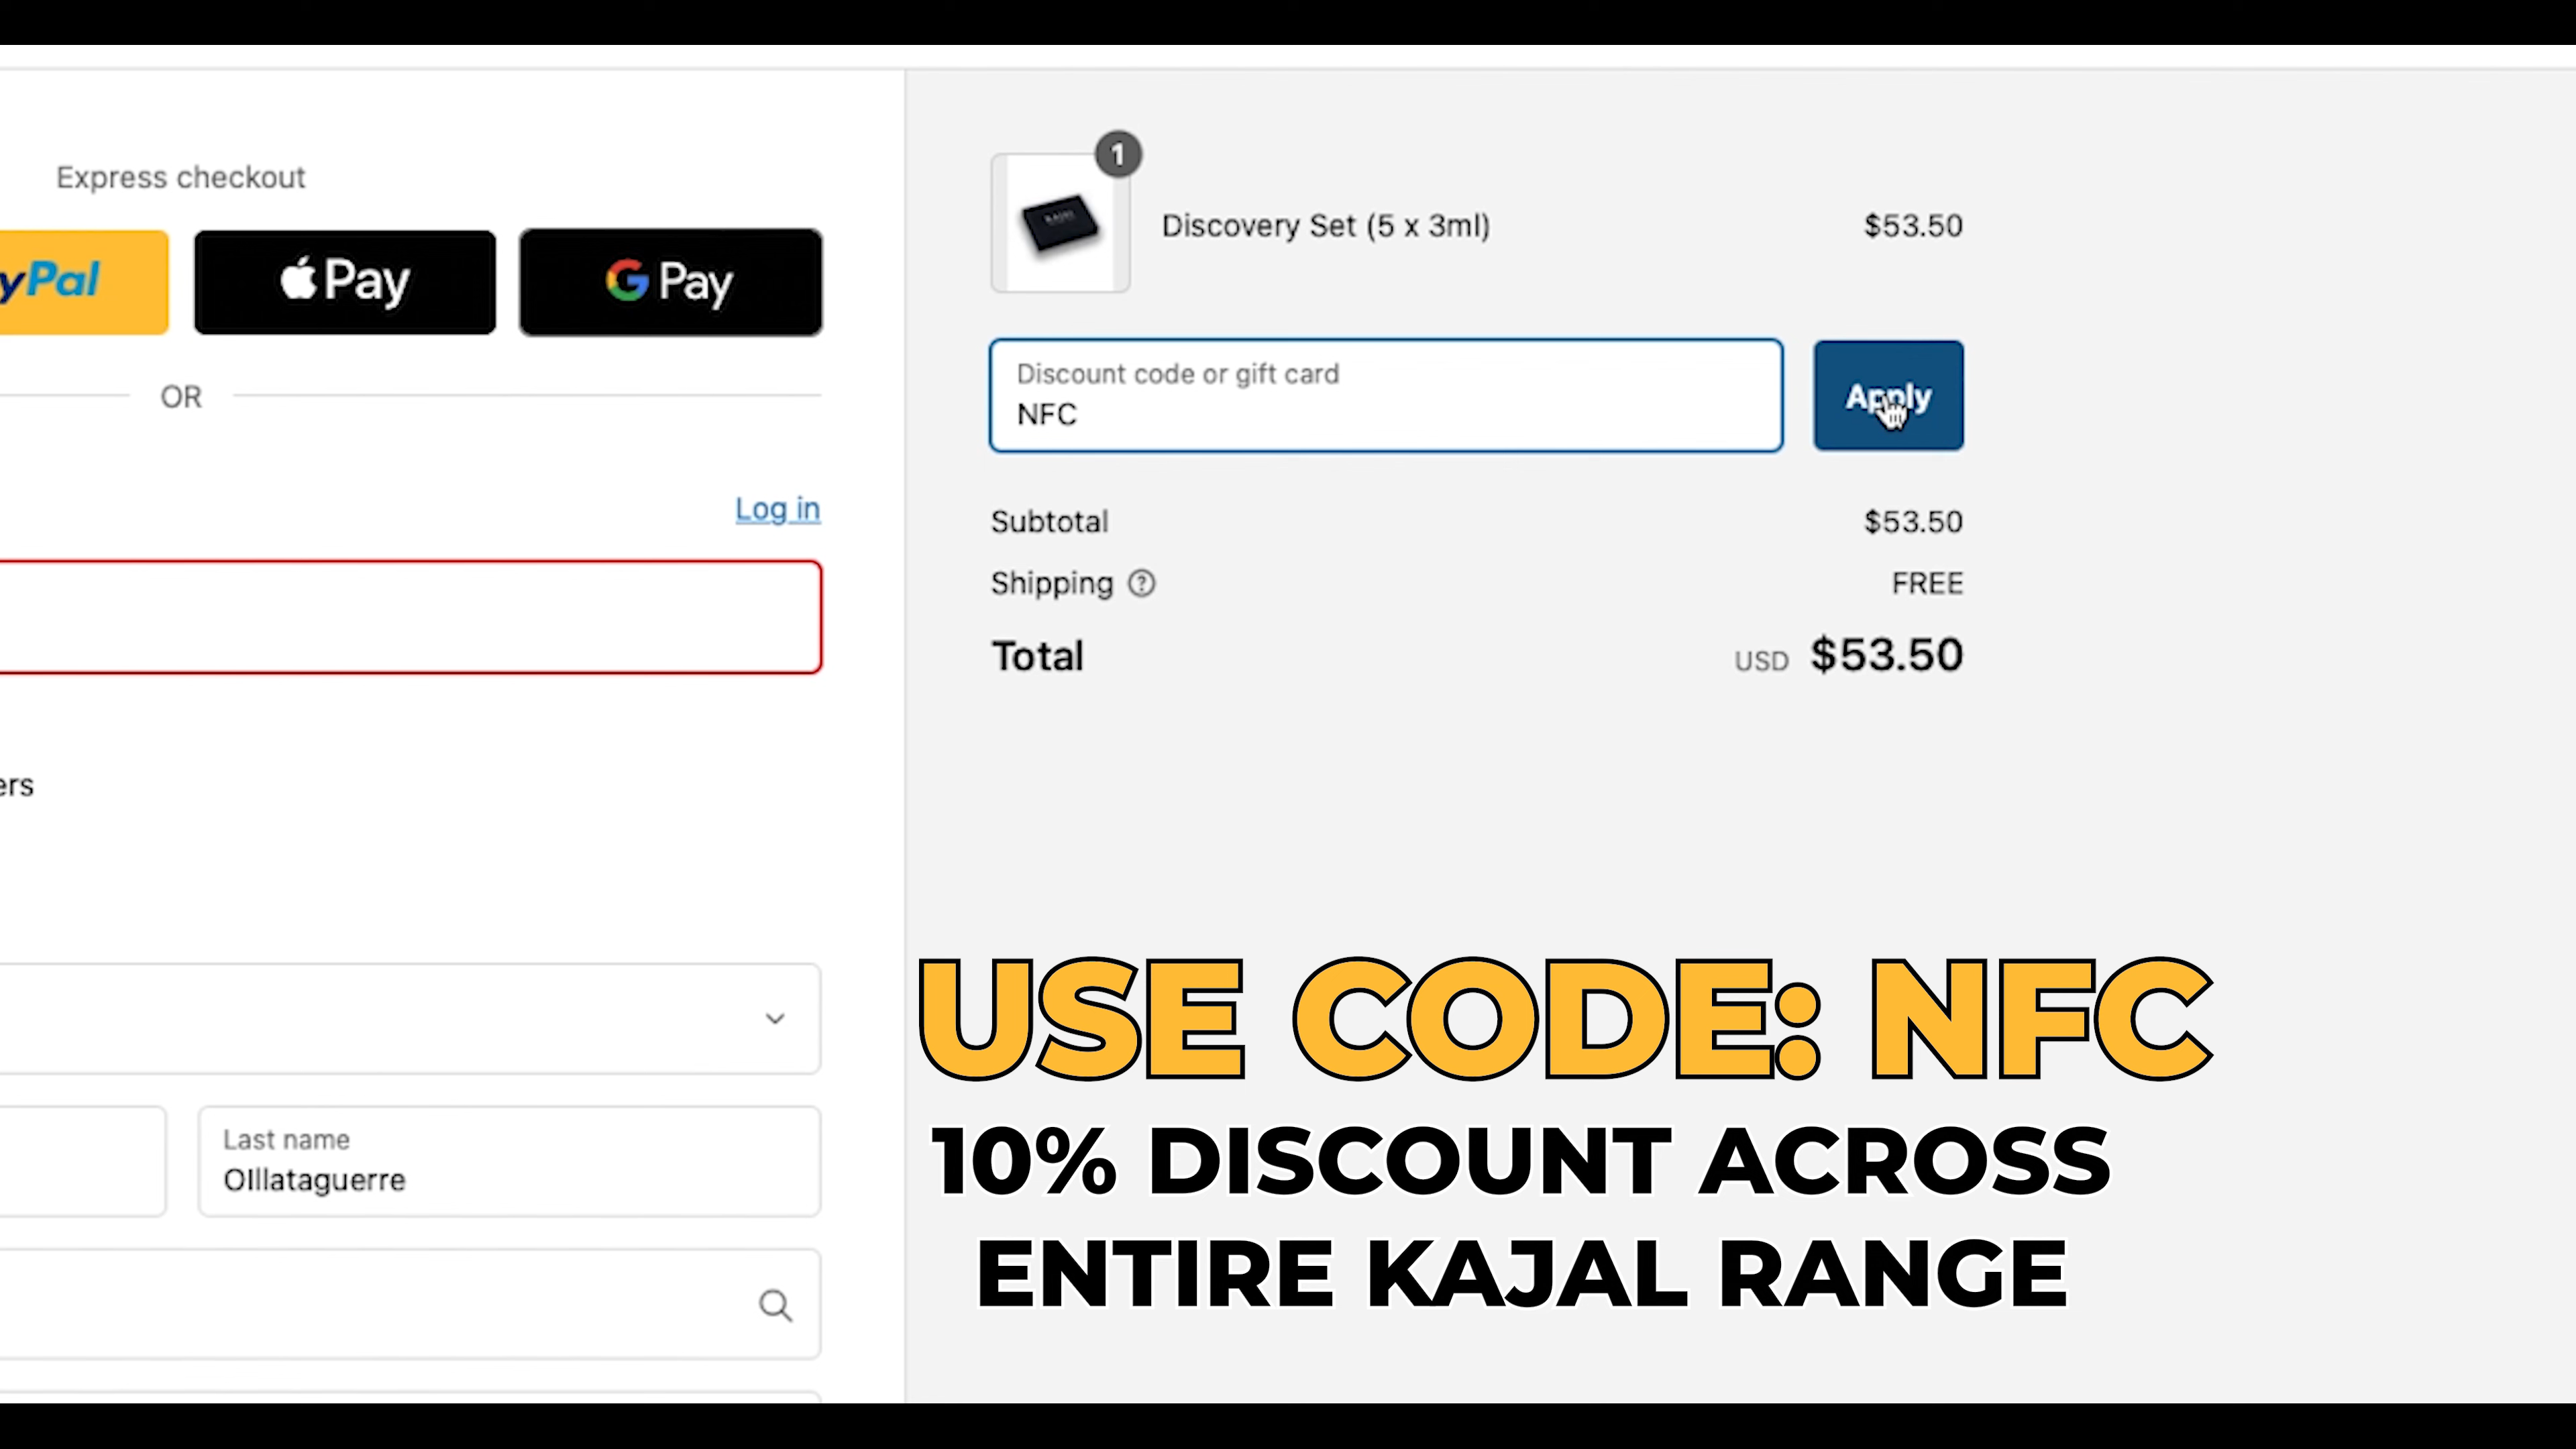 Express checkout
yPal
Pay
G Pay
OR
Log in
ers
Last name
OIllataguerre
1
Discovery Set (5 x 3ml)
$53.50
Discount code or gift card
NFC
Apply
Subtotal
$53.50
Shipping ?
FREE
Total
USD $53.50
USE CODE: NFC
10% DISCOUNT ACROSS
ENTIRE KAJAL RANGE